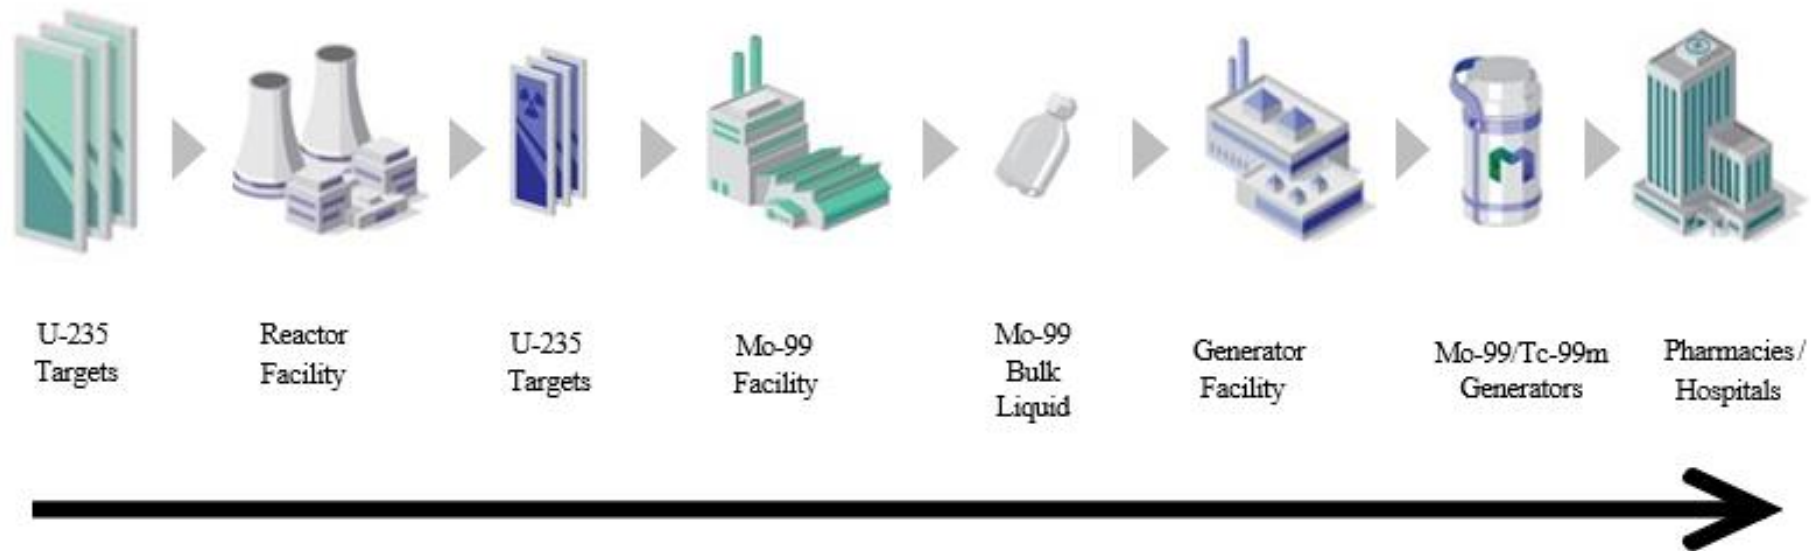 U-235
Targets
Reactor
Facility
U-235
Targets
Mo-99
Facility
Mo-99
Bulk
Liquid
Generator
Facility
Mo-99/Tc-99m
Generators
Pharmacies/
Hospitals